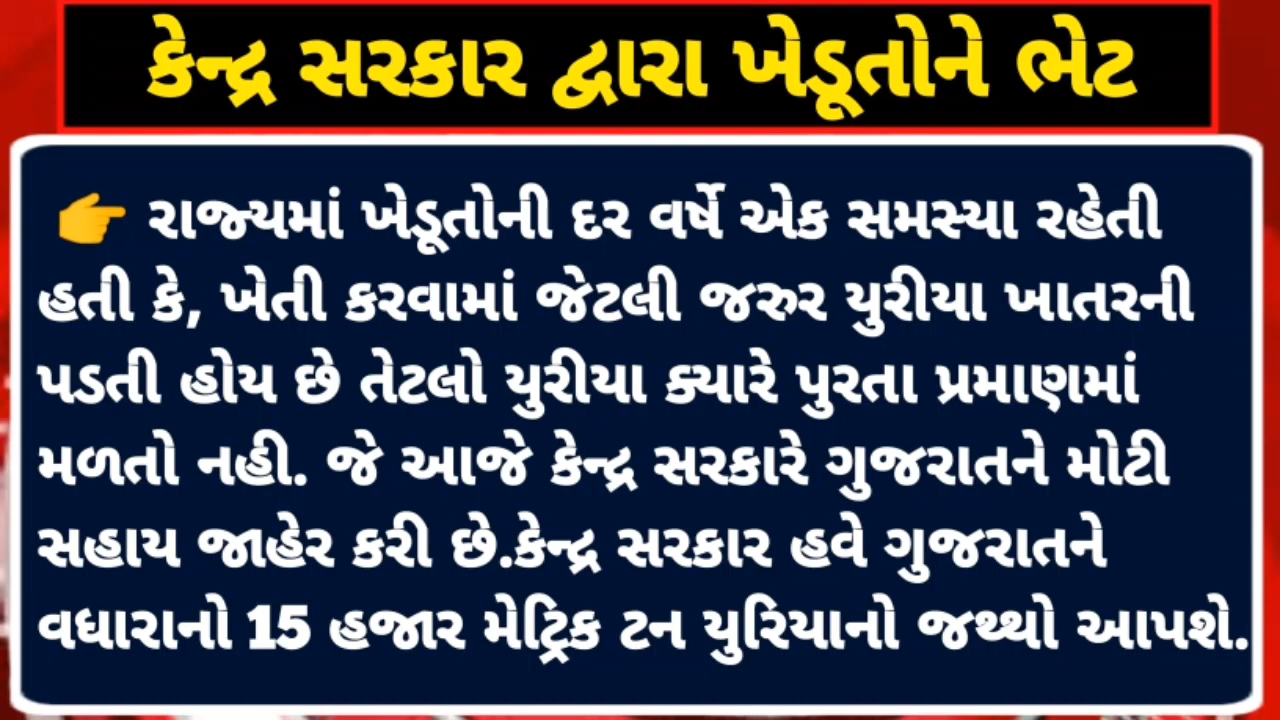 કેન્દ્ર સરકાર દ્વારા ખેડૂતોને ભેટ
👉 રાજ્યમાં ખેડૂતોની દર વર્ષે એક સમસ્યા રહેતી
હતી કે, ખેતી કરવામાં જેટલી જરુર યુરીયા ખાતરની
પડતી હોય છે તેટલો યુરીયા ક્યારે પુરતા પ્રમાણમાં
મળતો નહી. જે આજે કેન્દ્ર સરકારે ગુજરાતને મોટી
સહાય જાહેર કરી છે.કેન્દ્ર સરકાર હવે ગુજરાતને
વધારાનો 15 હજાર મેટ્રિક ટન યુરિયાનો જથ્થો આપશે.